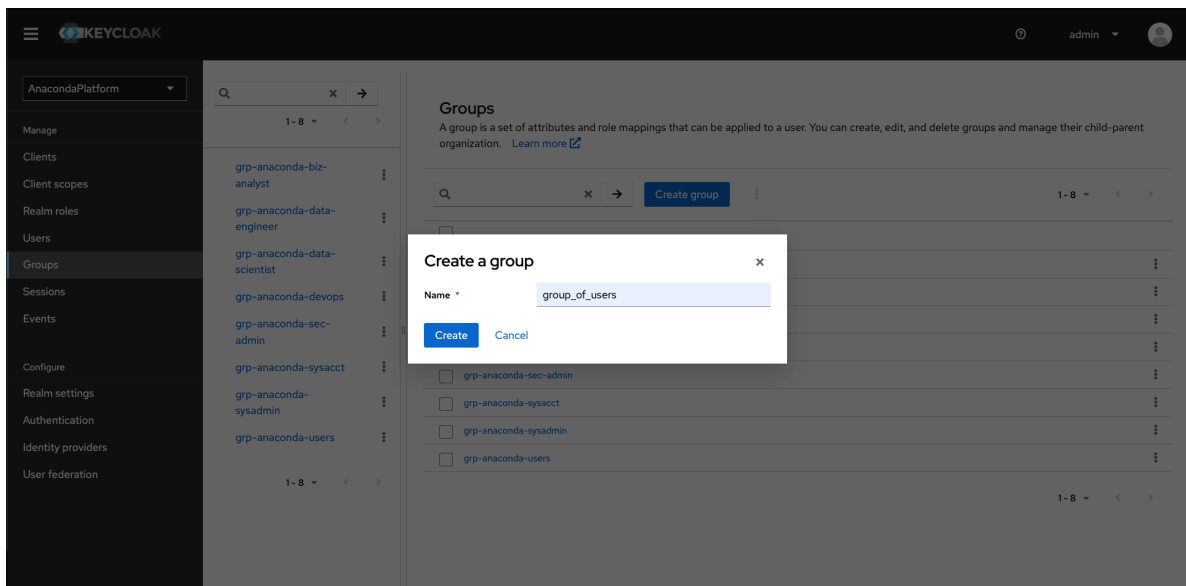 KEYCLOAK
admin
AnacondaPlatform
Manage
Clients
Client scopes
Realm roles
Users
Groups
Sessions
Events
Configure
Realm settings
Authentication
Identity providers
User federation
1 - 8
grp-anaconda-biz-
analyst
grp-anaconda-data-
engineer
grp-anaconda-data-
scientist
grp-anaconda-devops
grp-anaconda-sec-
admin
grp-anaconda-sysacct
grp-anaconda-
sysadmin
grp-anaconda-users
1 - 8
Groups
A group is a set of attributes and role mappings that can be applied to a user. You can create, edit, and delete groups and manage their child-parent
organization. Learn more
Create group
1 - 8
Create a group
Name *
group_of_users
Create Cancel
grp-anaconda-sec-admin
grp-anaconda-sysacct
grp-anaconda-sysadmin
grp-anaconda-users
1 - 8